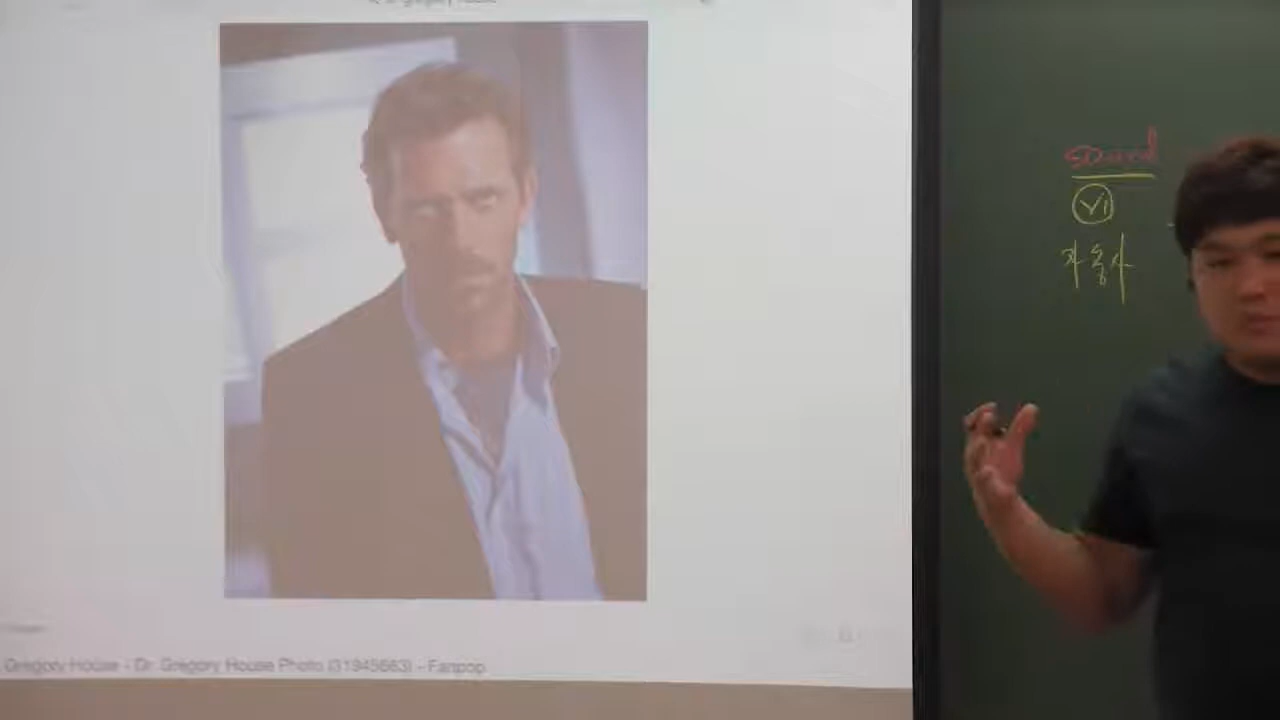 Gregory House - Dr. Gregory House Photo (31945663) - Fanpop
sound
Vi
자동사